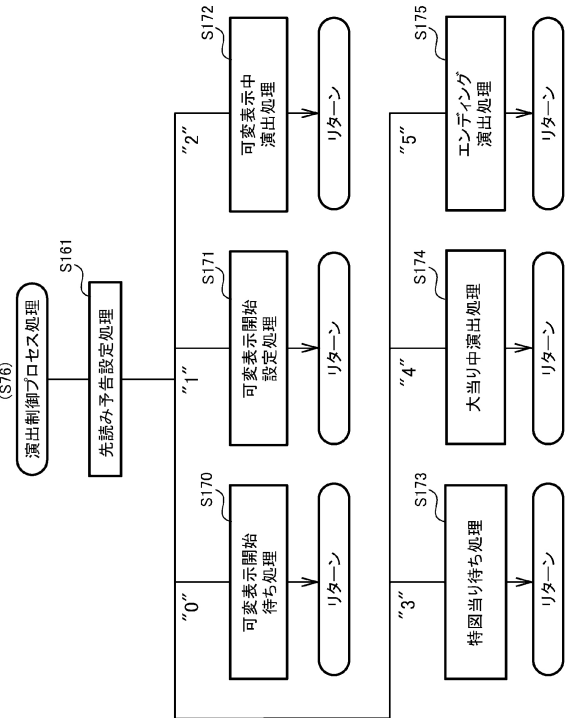 (S76)
演出制御プロセス処理
S161
先読み予告設定処理
"0"
"1"
"2"
S170
可変表示開始
待ち処理
リターン
S171
可変表示開始
設定処理
リターン
S172
可変表示中
演出処理
リターン
"3"
"4"
"5"
S173
特図当り待ち処理
リターン
S174
大当り中演出処理
リターン
S175
エンディング
演出処理
リターン